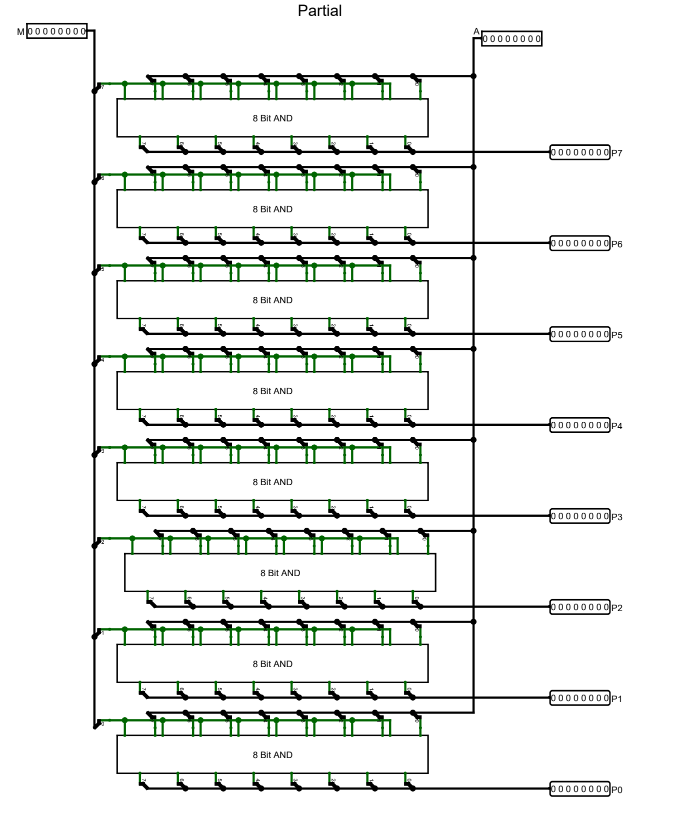 Partial
M 0 0 0 0 0 0 0 0
A 0 0 0 0 0 0 0 0
8 Bit AND
0 0 0 0 0 0 0 0 P7
8 Bit AND
0 0 0 0 0 0 0 0 P6
8 Bit AND
0 0 0 0 0 0 0 0 P5
8 Bit AND
0 0 0 0 0 0 0 0 P4
8 Bit AND
0 0 0 0 0 0 0 0 P3
8 Bit AND
0 0 0 0 0 0 0 0 P2
8 Bit AND
0 0 0 0 0 0 0 0 P1
8 Bit AND
0 0 0 0 0 0 0 0 P0